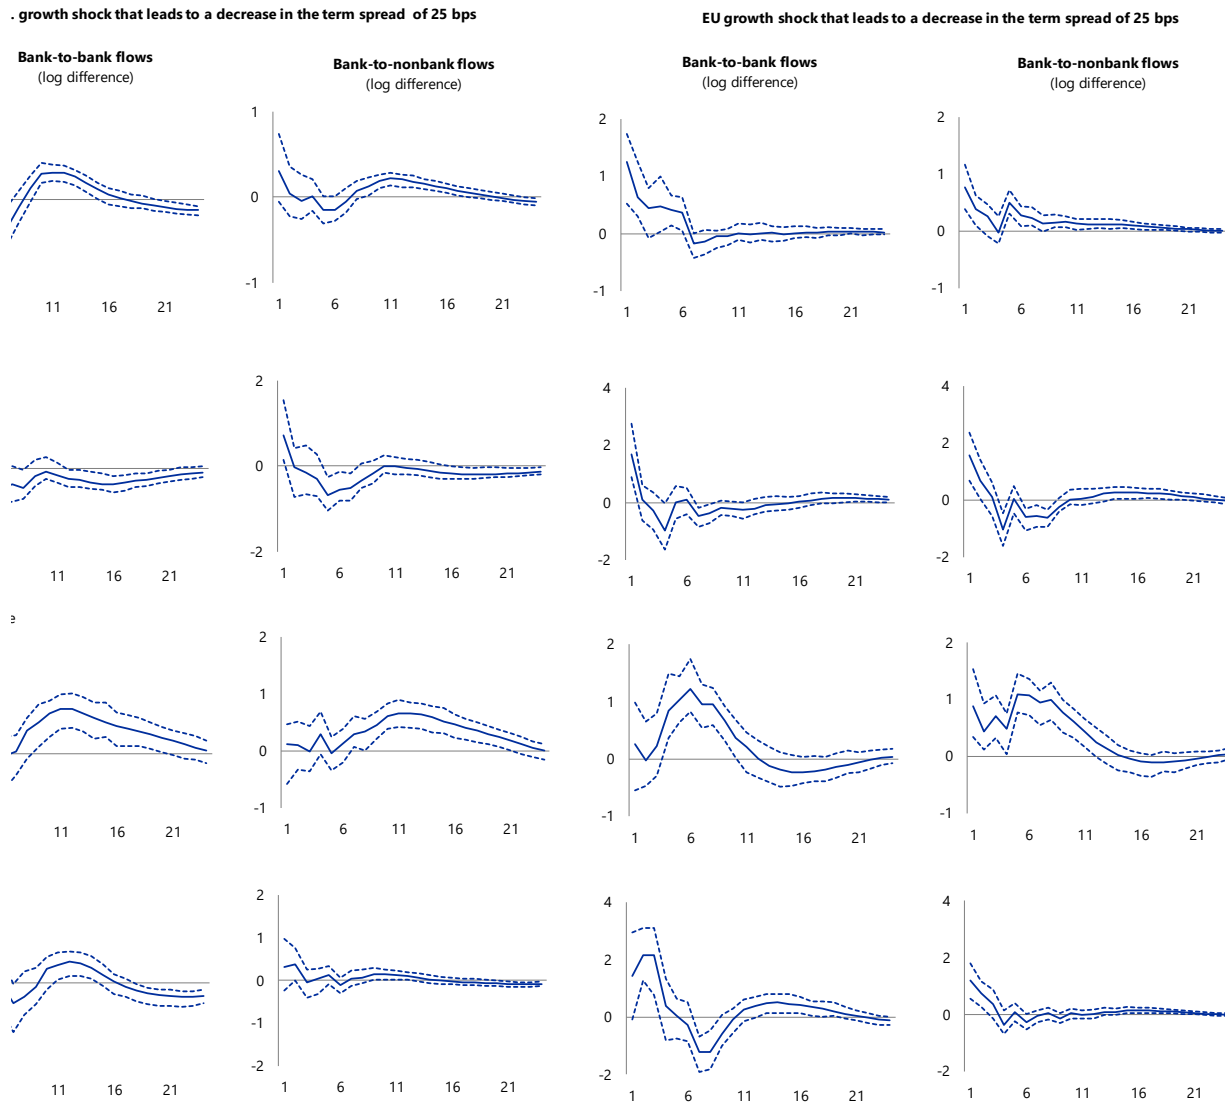 . growth shock that leads to a decrease in the term spread of 25 bps
EU growth shock that leads to a decrease in the term spread of 25 bps
Bank-to-bank flows
(log difference)
Bank-to-nonbank flows
(log difference)
Bank-to-bank flows
(log difference)
Bank-to-nonbank flows
(log difference)
11 16 21
1
0
-1
1 6 11 16 21
2
1
0
-1
1 6 11 16 21
2
1
0
-1
1 6 11 16 21
11 16 21
2
0
-2
1 6 11 16 21
4
2
0
-2
1 6 11 16 21
4
2
0
-2
1 6 11 16 21
e
11 16 21
2
1
0
-1
1 6 11 16 21
2
1
0
-1
1 6 11 16 21
2
1
0
-1
1 6 11 16 21
11 16 21
2
1
0
-1
-2
1 6 11 16 21
4
2
0
-2
1 6 11 16 21
4
2
0
-2
1 6 11 16 21